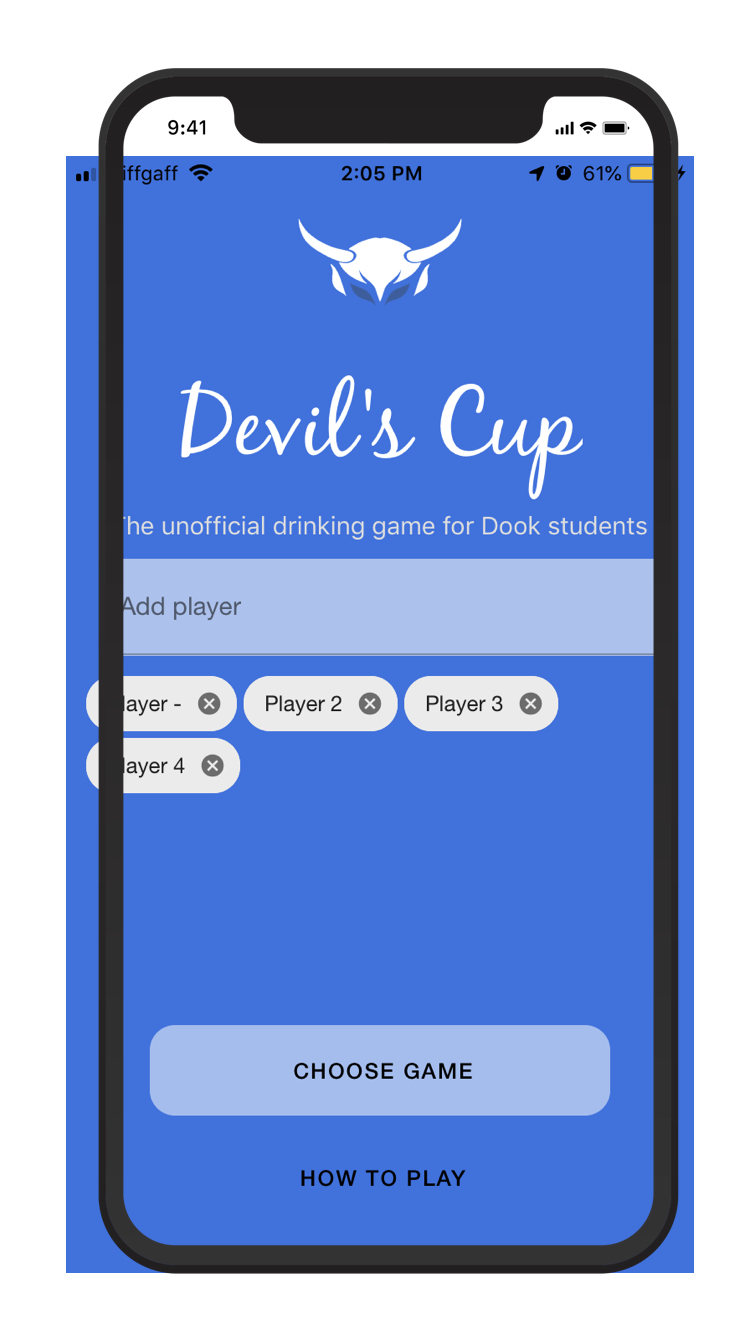 9:41
iffgaff 2:05 PM 61%
Devil's Cup
The unofficial drinking game for Dook students
Add player
layer - Player 2 Player 3
layer 4
CHOOSE GAME
HOW TO PLAY